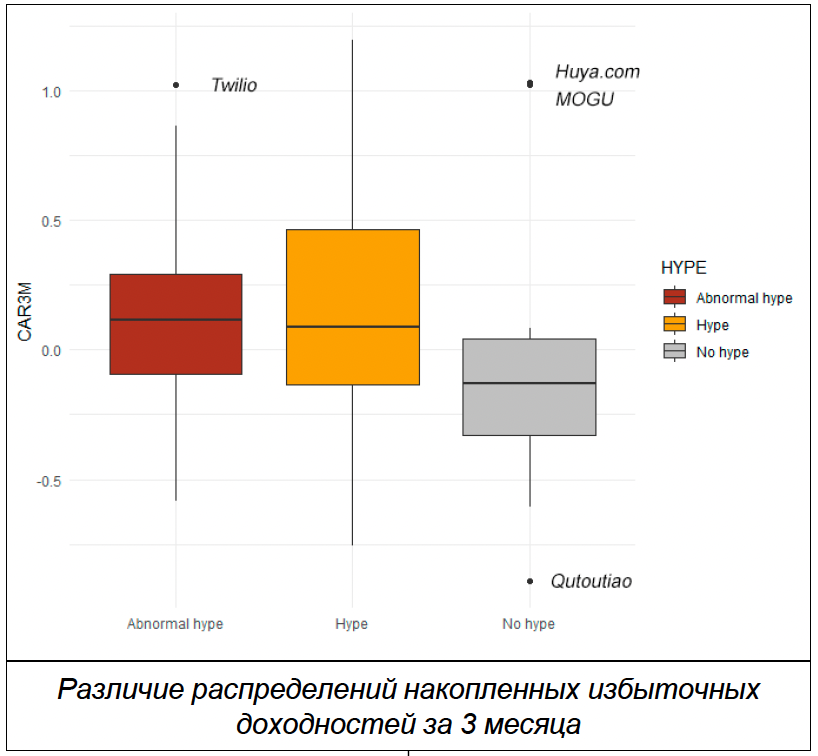 Twilio
Huya.com
MOGU
1.0
0.5
CAR3M
0.0
-0.5
Qutoutiao
Abnormal hype
Hype
No hype
HYPE
Abnormal hype
Hype
No hype
Различие распределений накопленных избыточных
доходностей за 3 месяца